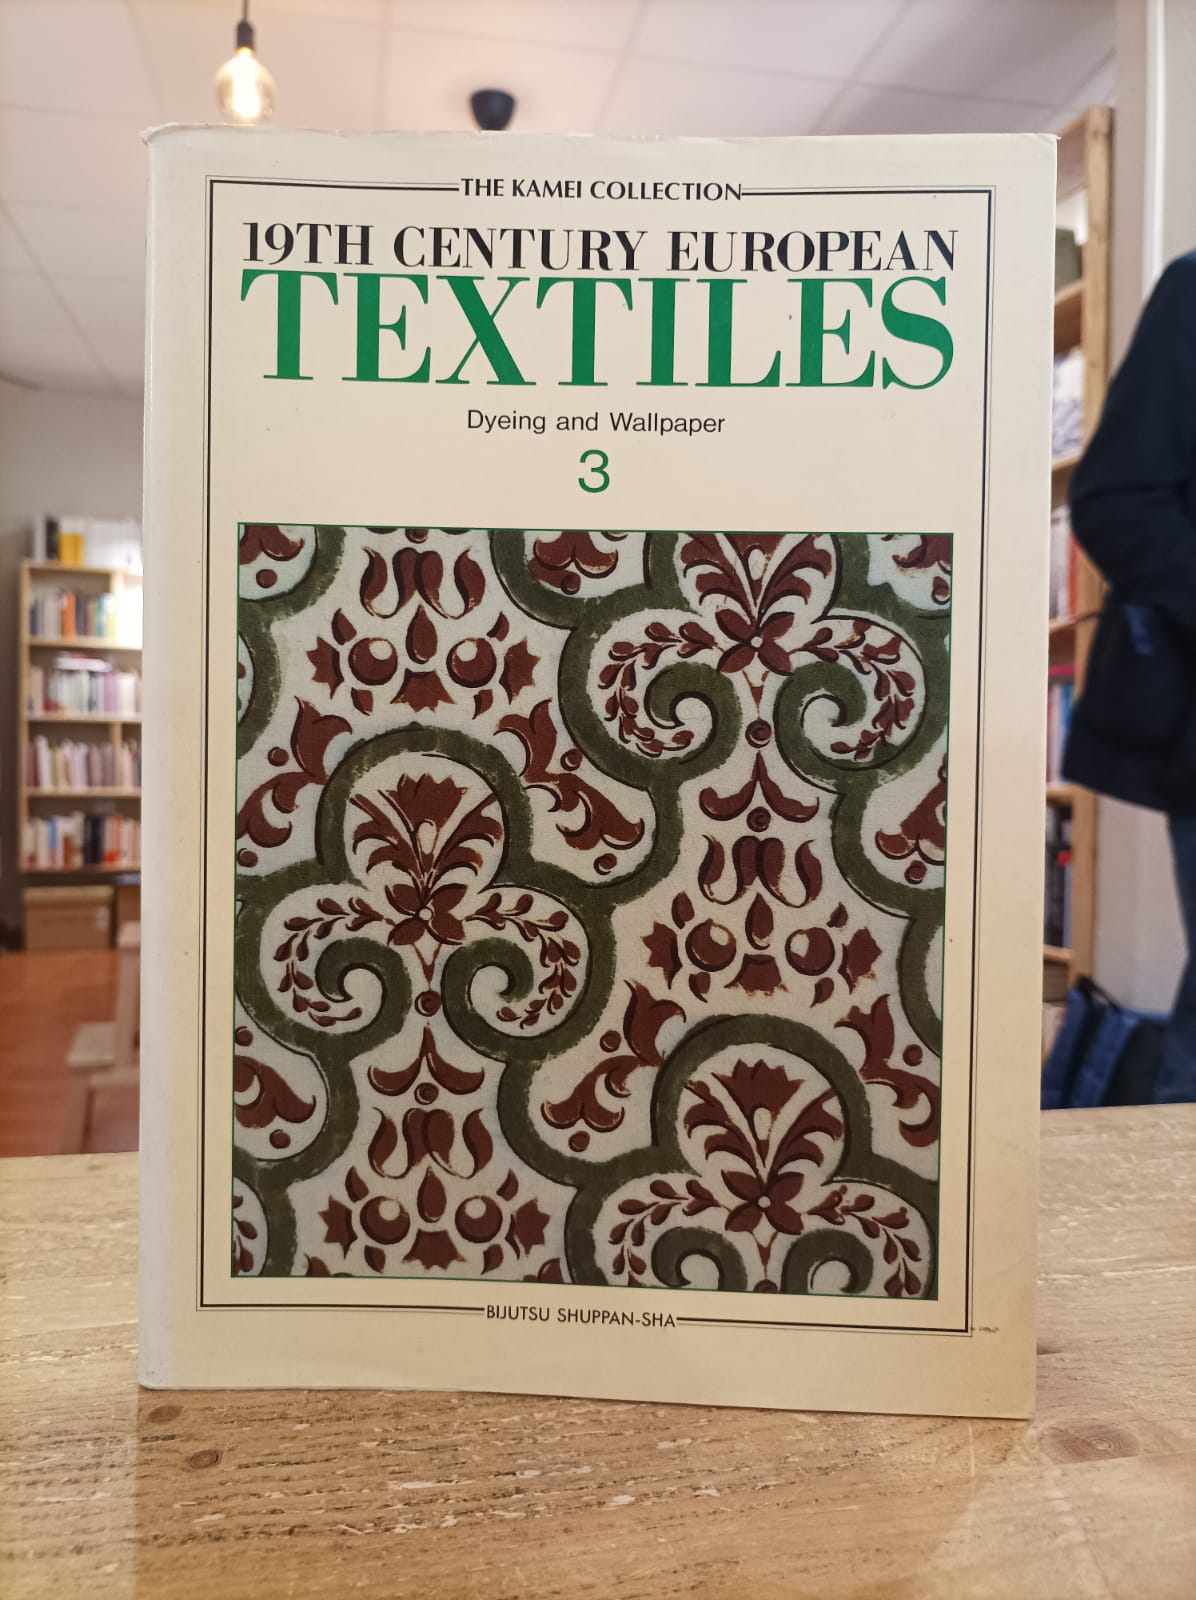 THE KAMEI COLLECTION
19TH CENTURY EUROPEAN
TEXTILES
Dyeing and Wallpaper
3
BIJUTSU SHUPPAN-SHA